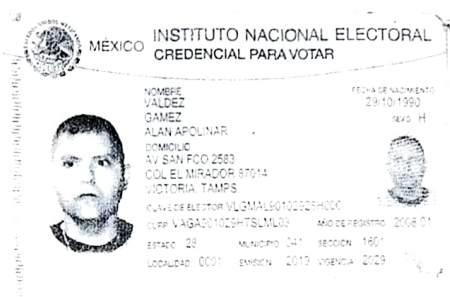 MÉXICO INSTITUTO NACIONAL ELECTORAL
CREDENCIAL PARA VOTAR
NOMBRE
VALDEZ
GAMEZ
ALAN APOLINAR
FECHA DE NACIMIENTO
29/10/1990
SEXO H
DOMICILIO
AV SAN FCO 2583
COL EL MIRADOR 87014
VICTORIA, TAMPS.
CLAVE DE ELECTOR
CURP VAGA901029HTSLML03 AÑO DE REGISTRO 2008 01
ESTADO 28 MUNICIPIO 041 SECCIÓN 1601
LOCALIDAD 0001 EMISIÓN 2019 VIGENCIA 2029